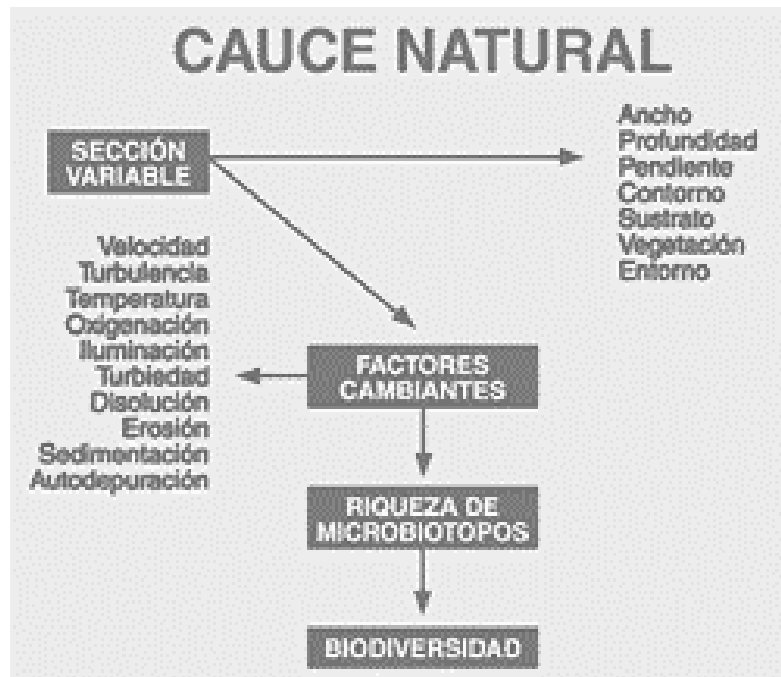 CAUCE NATURAL
SECCIÓN
VARIABLE
Ancho
Profundidad
Pendiente
Contorno
Sustrato
Vegetación
Entorno
Velocidad
Turbulencia
Temperatura
Oxigenación
Iluminación
Turbiedad
Disolución
Erosión
Sedimentación
Autodepuración
FACTORES
CAMBIANTES
RIQUEZA DE
MICROBIOTOPOS
BIODIVERSIDAD